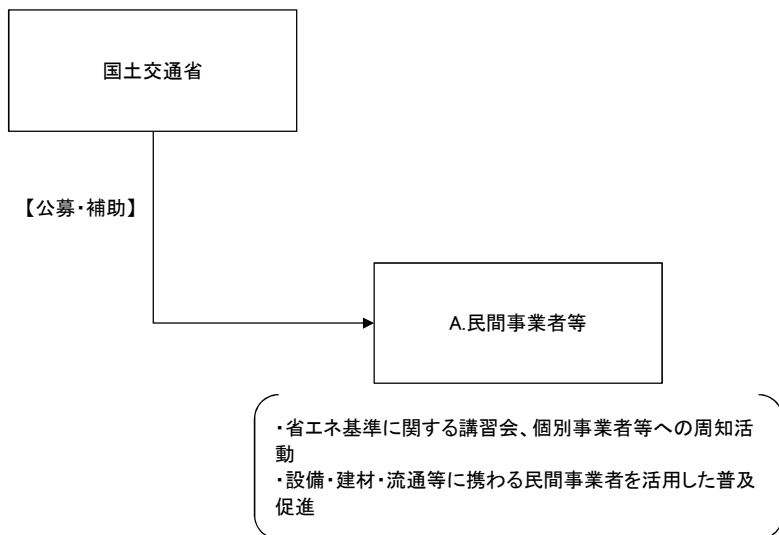 国土交通省
【公募・補助】
A.民間事業者等
・省エネ基準に関する講習会、個別事業者等への周知活
動
・設備・建材・流通等に携わる民間事業者を活用した普及
促進